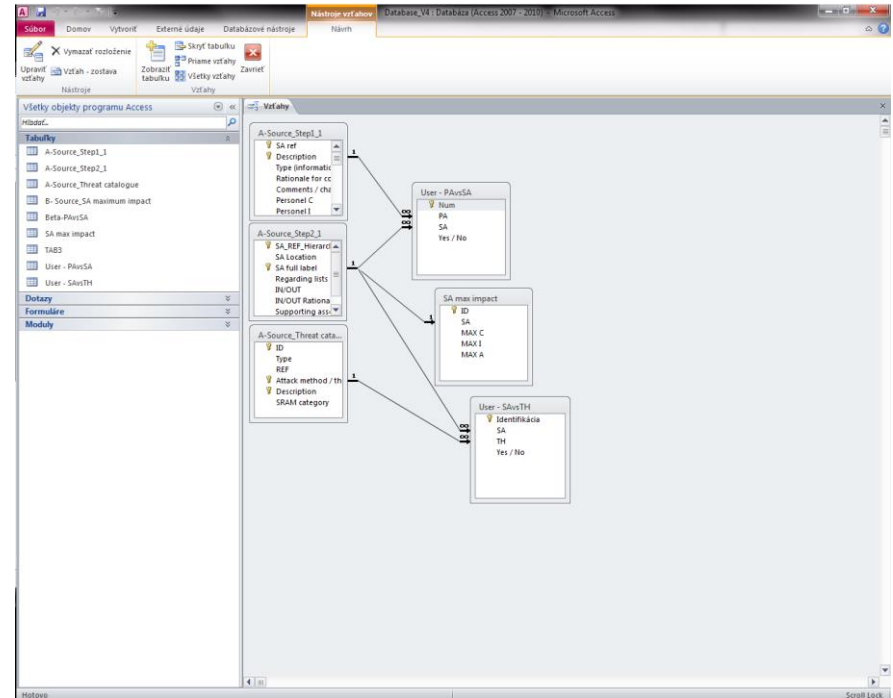 Nástroje vzťahov
Database_V4 : Databáza (Access 2007 - 2010) - Microsoft Access
Súbor
Domov
Vytvoriť
Externé údaje
Databázové nástroje
Návrh
Upraviť vzťahy
Vymazať rozloženie
Vzťah - zostava
Nástroje
Zobraziť tabuľku
Skryť tabuľku
Priame vzťahy
Všetky vzťahy
Zavrieť
Vzťahy
Všetky objekty programu Access
Hľadať...
Tabuľky
A-Source_Step1_1
A-Source_Step2_1
A-Source_Threat catalogue
B- Source_SA maximum impact
Beta-PAvsSA
SA max impact
TAB3
User - PAvsSA
User - SAvsTH
Dotazy
Formuláre
Moduly
Vzťahy
A-Source_Step1_1
SA ref
Description
Type (informatic
Rationale for cc
Comments / cha
Personel C
Personel I
A-Source_Step2_1
SA_REF_Hierarcl
SA Location
SA full label
Regarding lists
IN/OUT
IN/OUT Rationa
Supporting ass
A-Source_Threat cata...
ID
Type
REF
Attack method / th
Description
SRAM category
User - PAvsSA
Num
PA
SA
Yes / No
SA max impact
ID
SA
MAX C
MAX I
MAX A
User - SAvsTH
Identifikácia
SA
TH
Yes / No
1
∞
1
∞
1
1
∞
∞
Hotovo
Scroll Lock